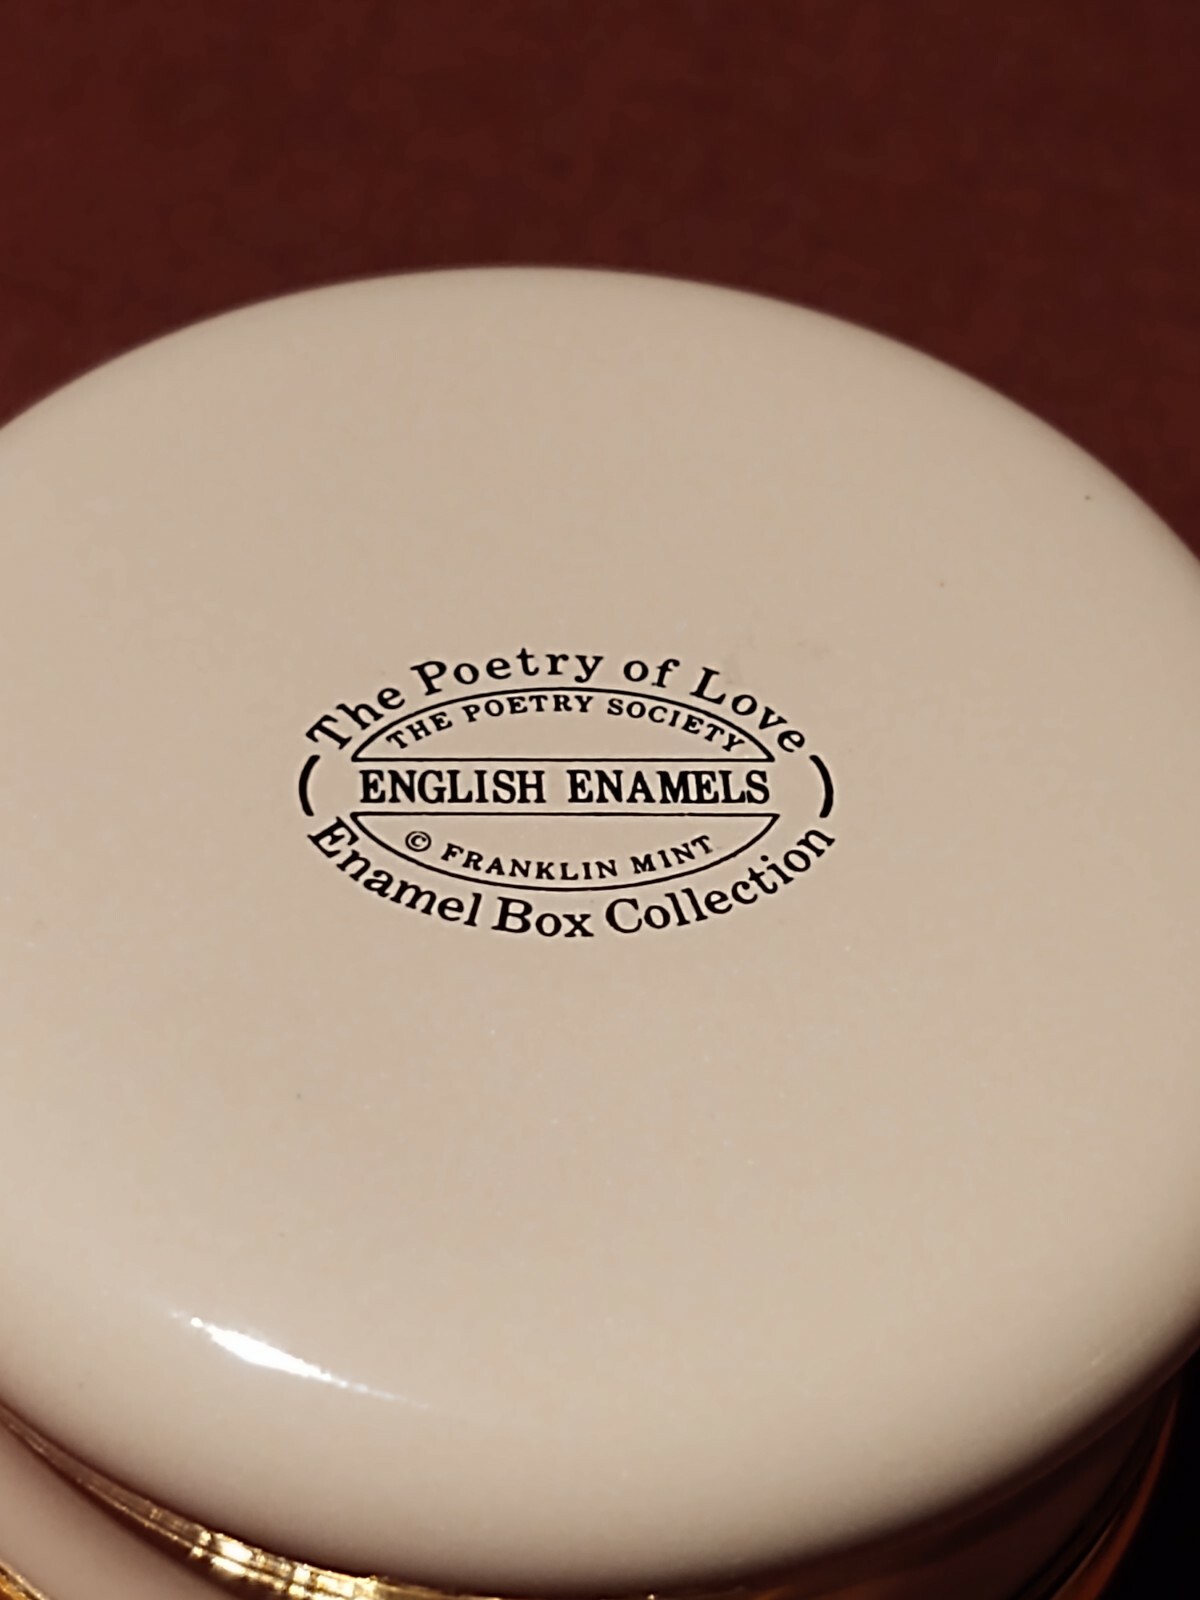 The Poetry of Love
THE POETRY SOCIETY
ENGLISH ENAMELS
© FRANKLIN MINT
Enamel Box Collection